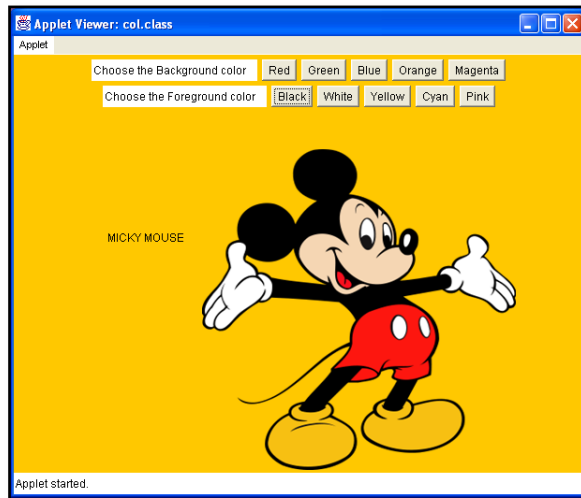 Applet Viewer: col.class
Applet
Choose the Background color Red Green Blue Orange Magenta
Choose the Foreground color Black White Yellow Cyan Pink
MICKY MOUSE
Applet started.